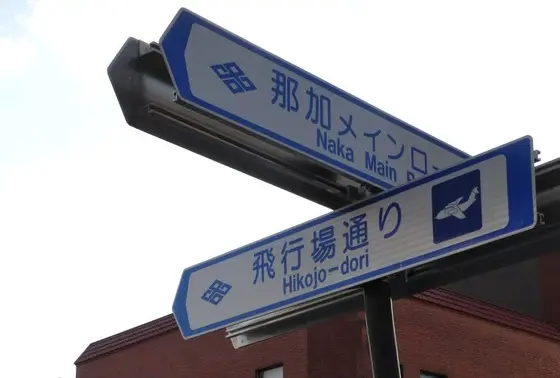 那加メインロ
Naka Main
飛行場通り
Hikojo-dori